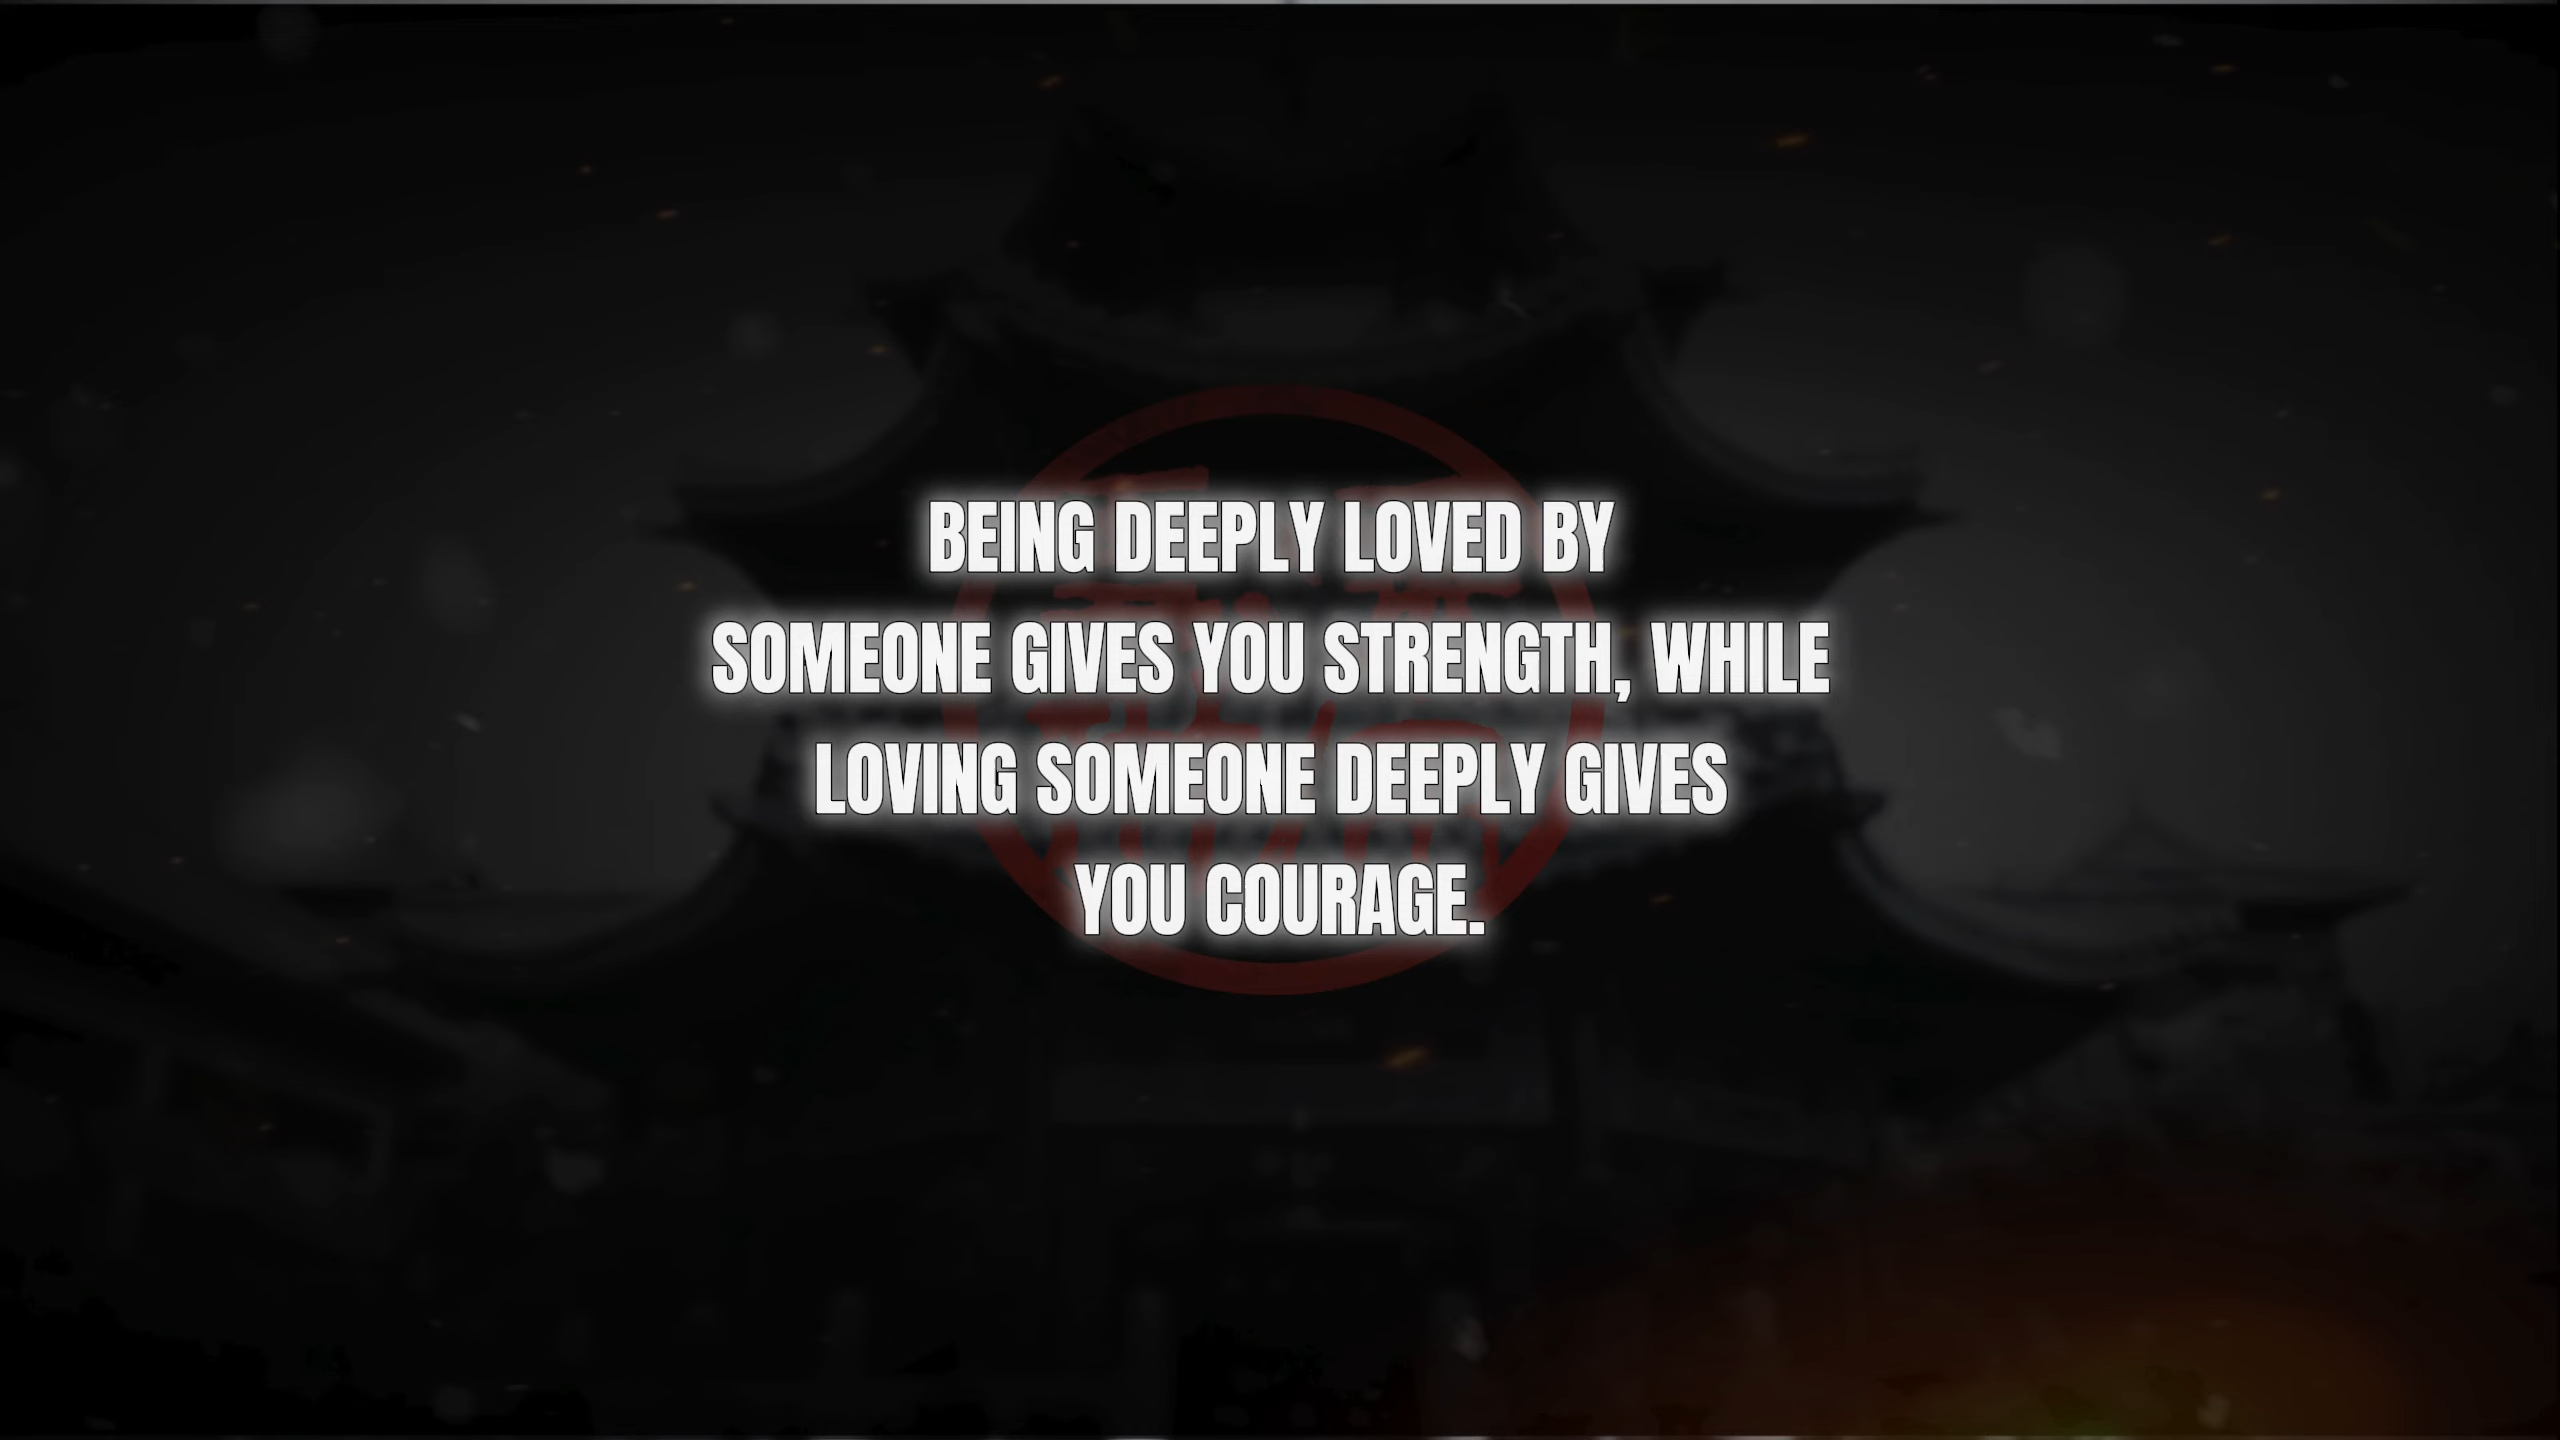 BEING DEEPLY LOVED BY
SOMEONE GIVES YOU STRENGTH, WHILE
LOVING SOMEONE DEEPLY GIVES
YOU COURAGE.